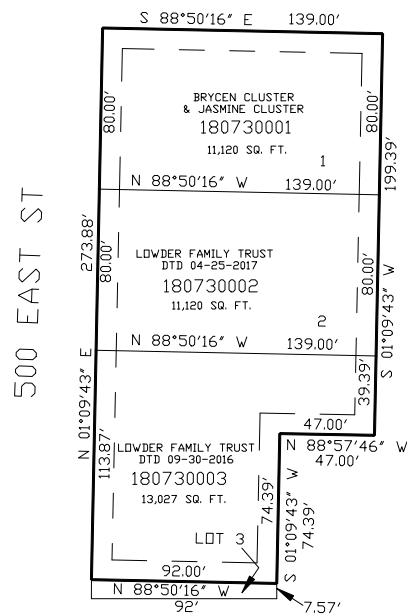 S 88°50'16" E 139.00'
80.00'
BRYCEN CLUSTER
& JASMINE CLUSTER
180730001
11,120 SQ. FT.
1
80.00'
199.39'
N 88°50'16" W 139.00'
500 EAST ST
273.88'
80.00'
LOWDER FAMILY TRUST
DTD 04-25-2017
180730002
11,120 SQ. FT.
2
80.00'
S 01°09'43" W
N 88°50'16" W
139.00'
39.39'
N 01°09'43" E
113.87'
47.00'
N 88°57'46" W
47.00'
LOWDER FAMILY TRUST
DTD 09-30-2016
180730003
13,027 SQ. FT.
74.39'
S 01°09'43" W
74.39'
LOT 3
92.00'
N 88°50'16" W
92'
7.57'